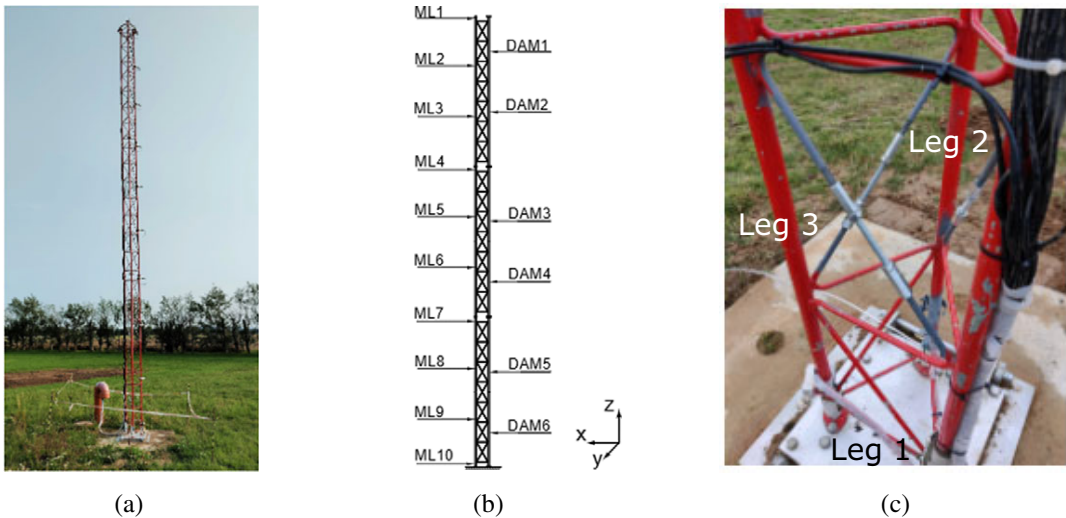 ML1
DAM1
ML2
DAM2
ML3
ML4
ML5
DAM3
ML6
DAM4
ML7
ML8
DAM5
ML9
DAM6
ML10
z
x
y
Leg 2
Leg 3
Leg 1
(a)
(b)
(c)